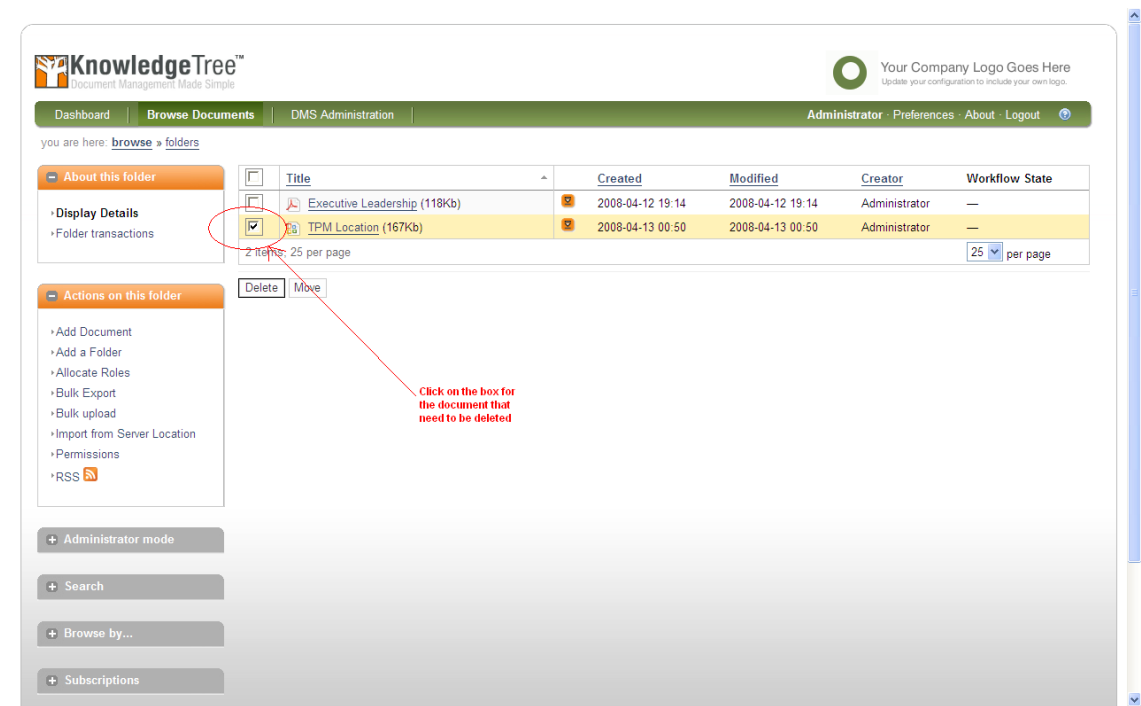 KnowledgeTree™
Document Management Made Simple
Your Company Logo Goes Here
Update your configuration to include your own logo.
Dashboard Browse Documents DMS Administration Administrator · Preferences · About · Logout ?
you are here: browse » folders
About this folder
Display Details
Folder transactions
Title Created Modified Creator Workflow State
Executive Leadership (118Kb) 2008-04-12 19:14 2008-04-12 19:14 Administrator —
TPM Location (167Kb) 2008-04-13 00:50 2008-04-13 00:50 Administrator —
2 items; 25 per page 25 per page
Delete Move
Click on the box for
the document that
need to be deleted
Actions on this folder
Add Document
Add a Folder
Allocate Roles
Bulk Export
Bulk upload
Import from Server Location
Permissions
RSS
Administrator mode
Search
Browse by...
Subscriptions